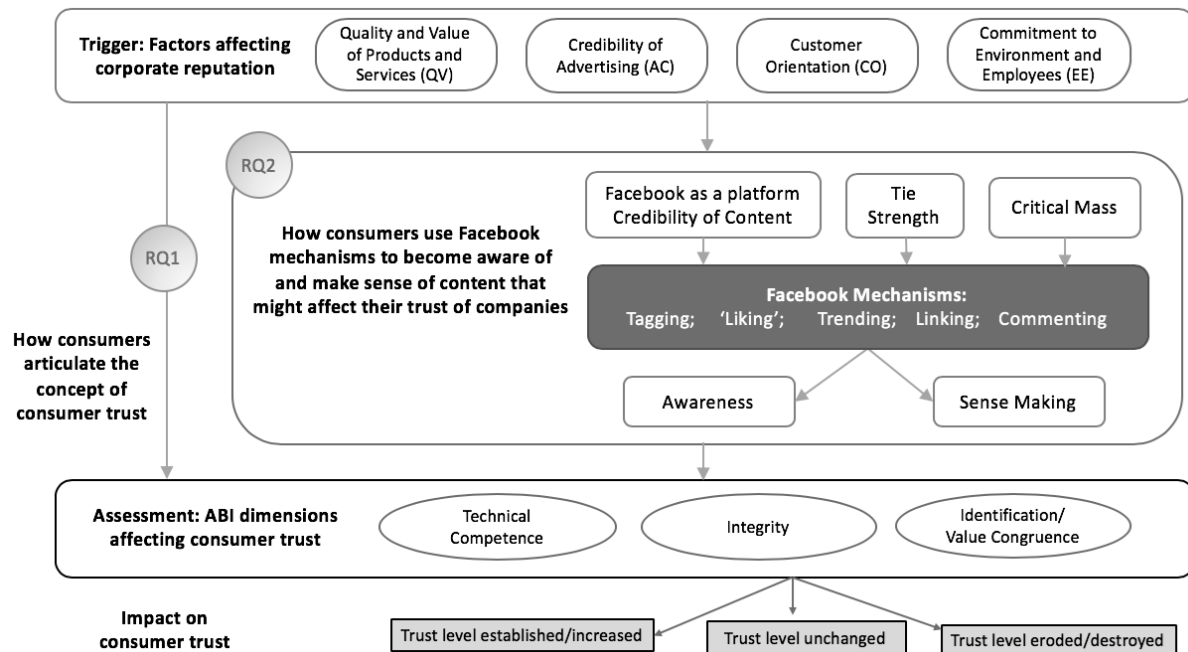 Trigger: Factors affecting
corporate reputation
Quality and Value
of Products and
Services (QV)
Credibility of
Advertising (AC)
Customer
Orientation (CO)
Commitment to
Environment and
Employees (EE)
RQ2
Facebook as a platform
Credibility of Content
Tie
Strength
Critical Mass
How consumers use Facebook
mechanisms to become aware of
and make sense of content that
might affect their trust of companies
Facebook Mechanisms:
Tagging; ‘Liking’; Trending; Linking; Commenting
Awareness
Sense Making
RQ1
How consumers
articulate the
concept of
consumer trust
Assessment: ABI dimensions
affecting consumer trust
Technical
Competence
Integrity
Identification/
Value Congruence
Impact on
consumer trust
Trust level established/increased
Trust level unchanged
Trust level eroded/destroyed